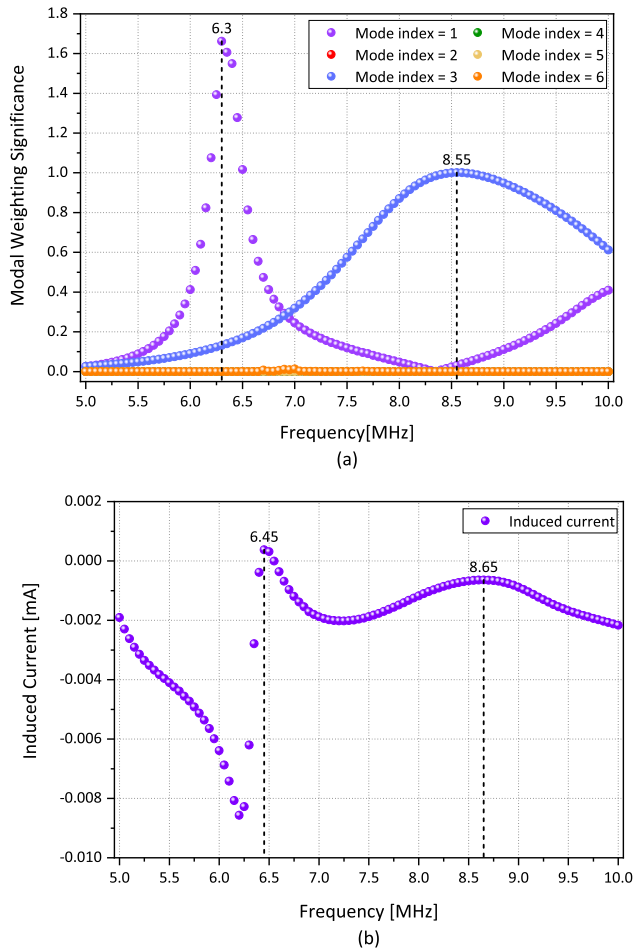 1.8
1.6
1.4
1.2
1.0
0.8
0.6
0.4
0.2
0.0
Modal Weighting Significance
6.3
8.55
Mode index = 1 Mode index = 4
Mode index = 2 Mode index = 5
Mode index = 3 Mode index = 6
5.0 5.5 6.0 6.5 7.0 7.5 8.0 8.5 9.0 9.5 10.0
Frequency[MHz]
(a)
0.002
0.000
-0.002
-0.004
-0.006
-0.008
-0.010
Induced Current [mA]
Induced current
6.45
8.65
5.0 5.5 6.0 6.5 7.0 7.5 8.0 8.5 9.0 9.5 10.0
Frequency [MHz]
(b)